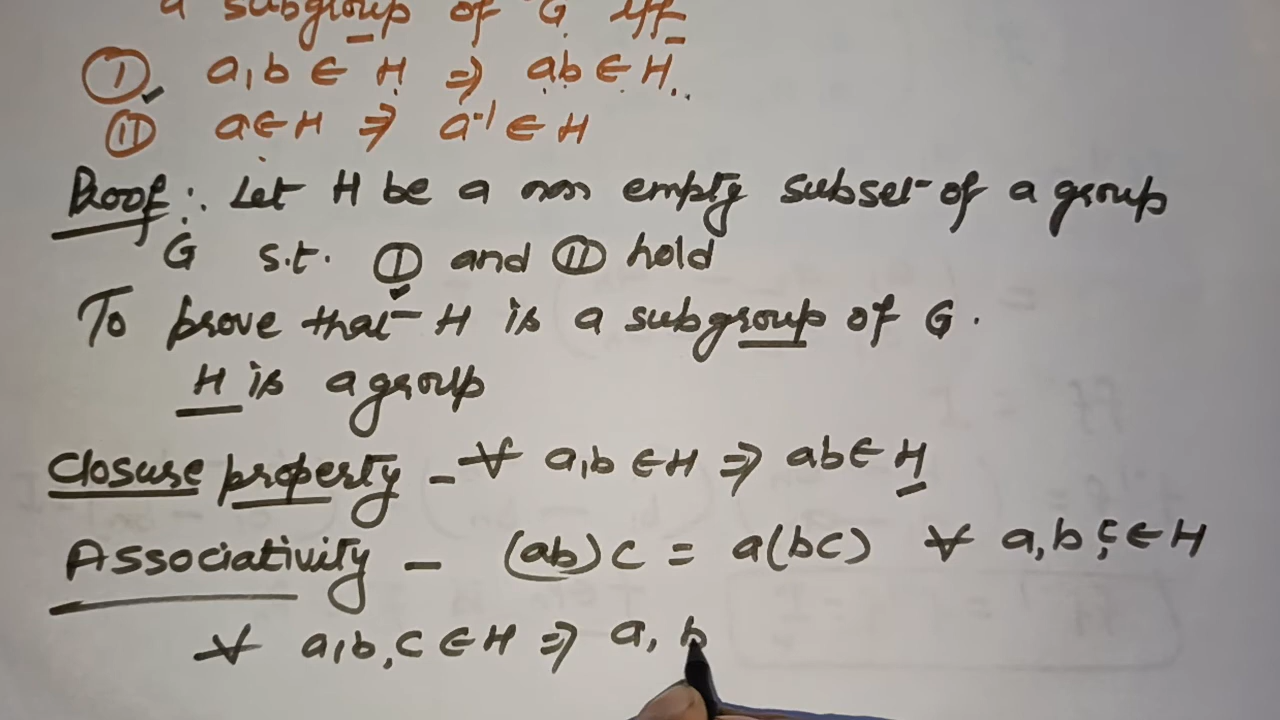 a subgroup of G iff
(I) a,b ∈ H ⇒ ab ∈ H
(II) a ∈ H ⇒ a⁻¹ ∈ H
Proof:. Let H be a non empty subset of a group
G s.t. (I) and (II) hold
To prove that H is a subgroup of G.
H is a group
Closure property - ∀ a,b ∈ H ⇒ ab ∈ H
Associativity - (ab)c = a(bc) ∀ a,b,c ∈ H
∀ a,b,c ∈ H ⇒ a, b